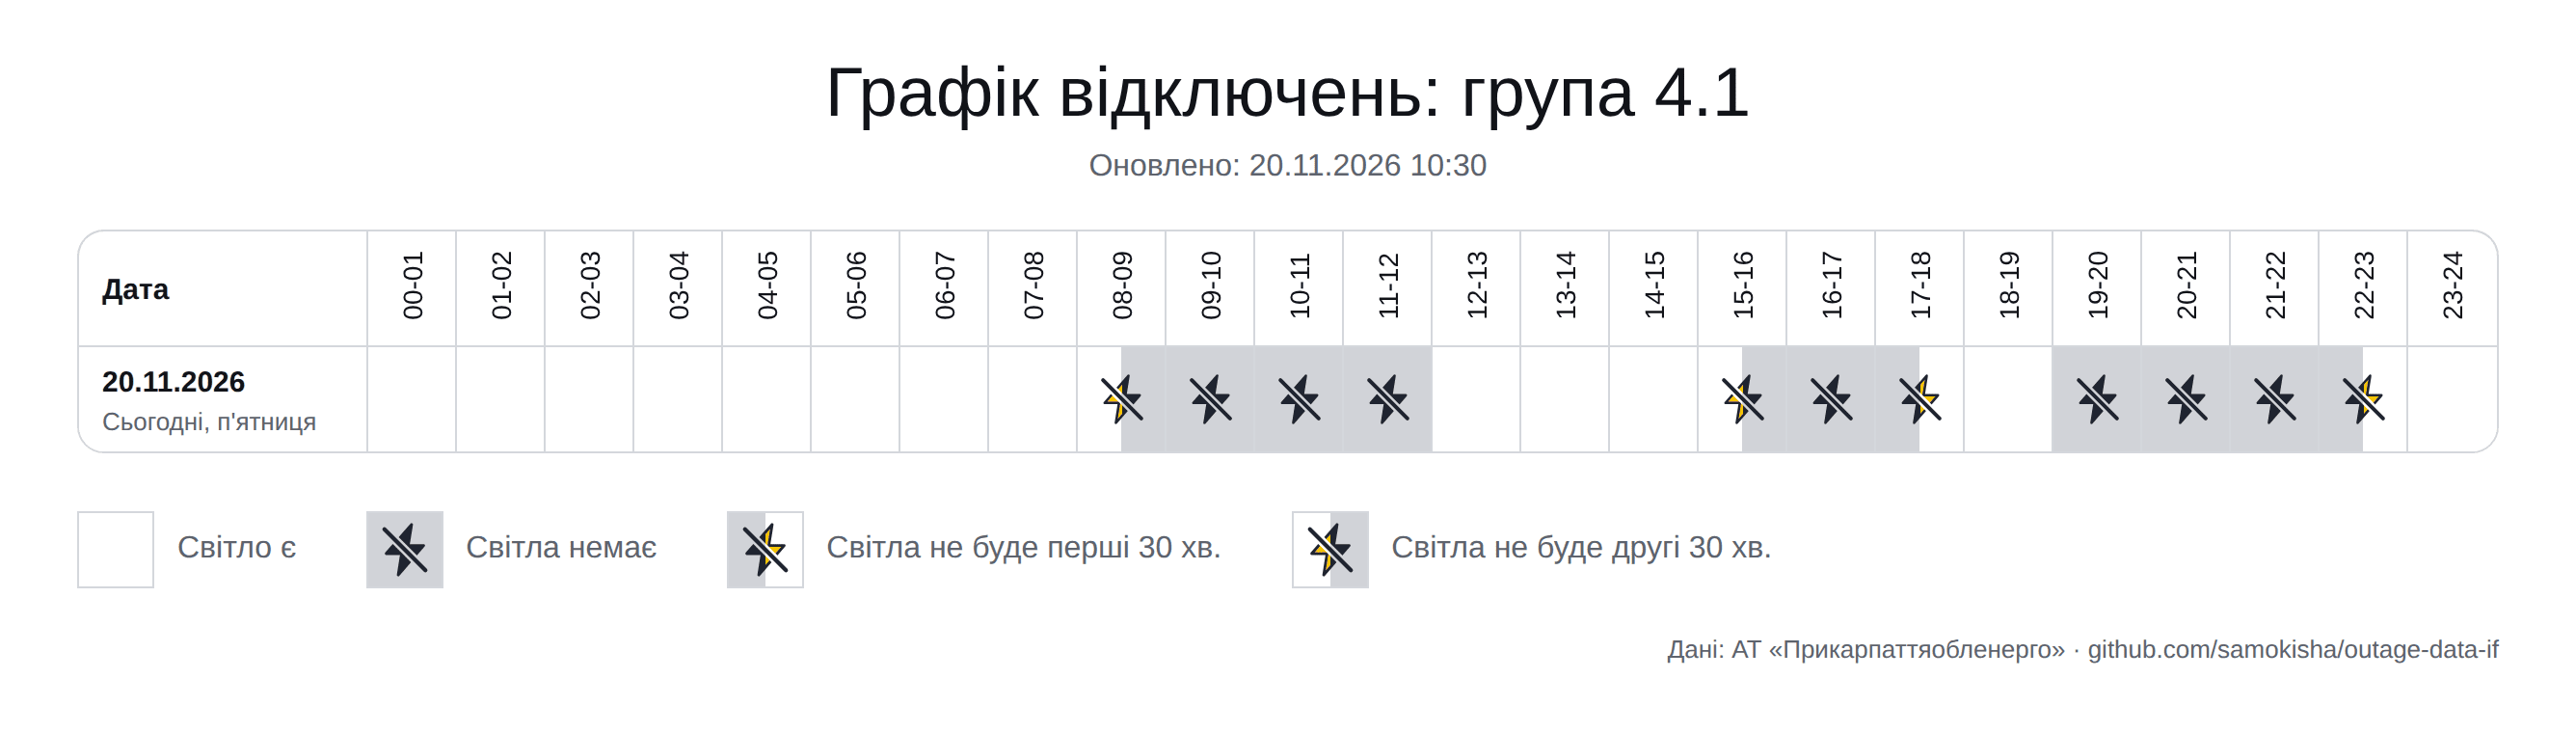 Графік відключень: група 4.1
Оновлено: 20.11.2026 10:30
Дата 00-01 01-02 02-03 03-04 04-05 05-06 06-07 07-08 08-09 09-10 10-11 11-12 12-13 13-14 14-15 15-16 16-17 17-18 18-19 19-20 20-21 21-22 22-23 23-24
20.11.2026
Сьогодні, п'ятниця
Світло є Світла немає Світла не буде перші 30 хв. Світла не буде другі 30 хв.
Дані: АТ «Прикарпаттяобленерго» · github.com/samokisha/outage-data-if